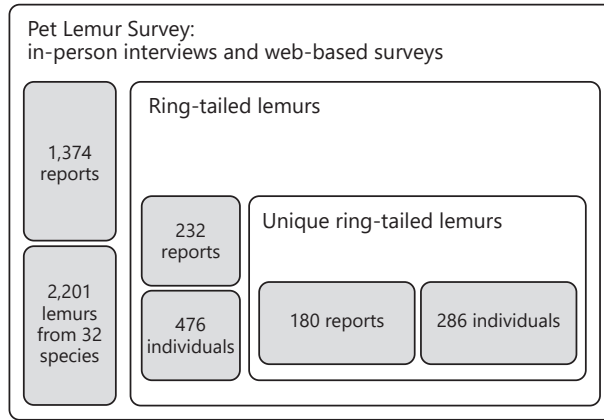 Pet Lemur Survey:
in-person interviews and web-based surveys
1,374
reports
2,201
lemurs
from 32
species
Ring-tailed lemurs
232
reports
476
individuals
Unique ring-tailed lemurs
180 reports
286 individuals